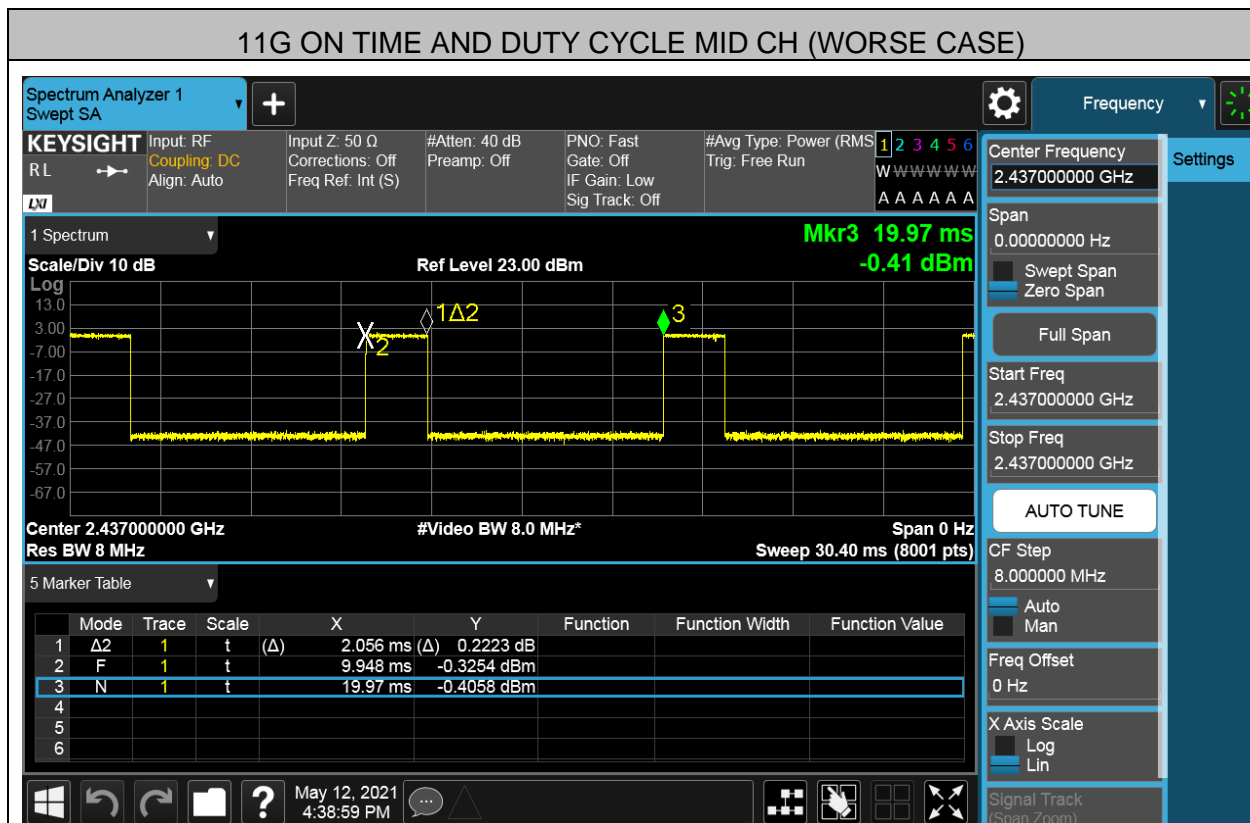 11G ON TIME AND DUTY CYCLE MID CH (WORSE CASE)
Spectrum Analyzer 1
Swept SA
Frequency
KEYSIGHT
RL
LXI
Input: RF
Coupling: DC
Align: Auto
Input Z: 50 Ω
Corrections: Off
Freq Ref: Int (S)
#Atten: 40 dB
Preamp: Off
PNO: Fast
Gate: Off
IF Gain: Low
Sig Track: Off
#Avg Type: Power (RMS
Trig: Free Run
1 2 3 4 5 6
W W W W W W
A A A A A A
1 Spectrum
Mkr3 19.97 ms
-0.41 dBm
Scale/Div 10 dB
Ref Level 23.00 dBm
Log
13.0
3.00
-7.00
-17.0
-27.0
-37.0
-47.0
-57.0
-67.0
1Δ2
2
3
Center 2.437000000 GHz
#Video BW 8.0 MHz*
Span 0 Hz
Res BW 8 MHz
Sweep 30.40 ms (8001 pts)
5 Marker Table
Mode Trace Scale X Y Function Function Width Function Value
1 Δ2 1 t (Δ) 2.056 ms (Δ) 0.2223 dB
2 F 1 t 9.948 ms -0.3254 dBm
3 N 1 t 19.97 ms -0.4058 dBm
4
5
6
?
May 12, 2021
4:38:59 PM
Settings
Center Frequency
2.437000000 GHz
Span
0.00000000 Hz
Swept Span
Zero Span
Full Span
Start Freq
2.437000000 GHz
Stop Freq
2.437000000 GHz
AUTO TUNE
CF Step
8.000000 MHz
Auto
Man
Freq Offset
0 Hz
X Axis Scale
Log
Lin
Signal Track
(Span Zoom)